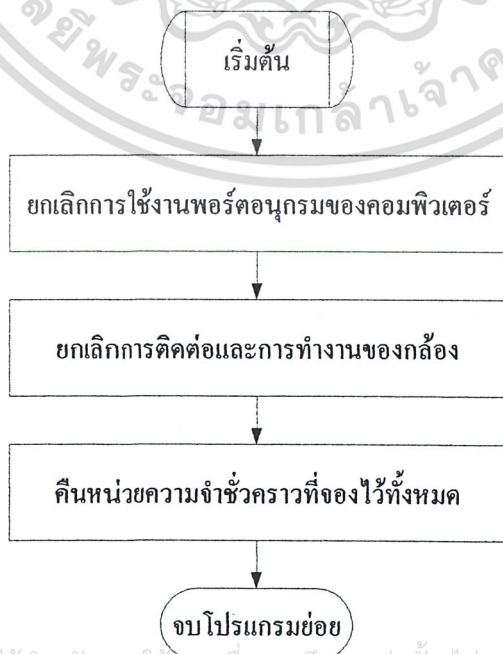 เริ่มต้น
ยกเลิกการใช้งานพอร์ตอนุกรมของคอมพิวเตอร์
ยกเลิกการติดต่อและการทำงานของกล้อง
คืนหน่วยความจำชั่วคราวที่จองไว้ทั้งหมด
จบโปรแกรมย่อย